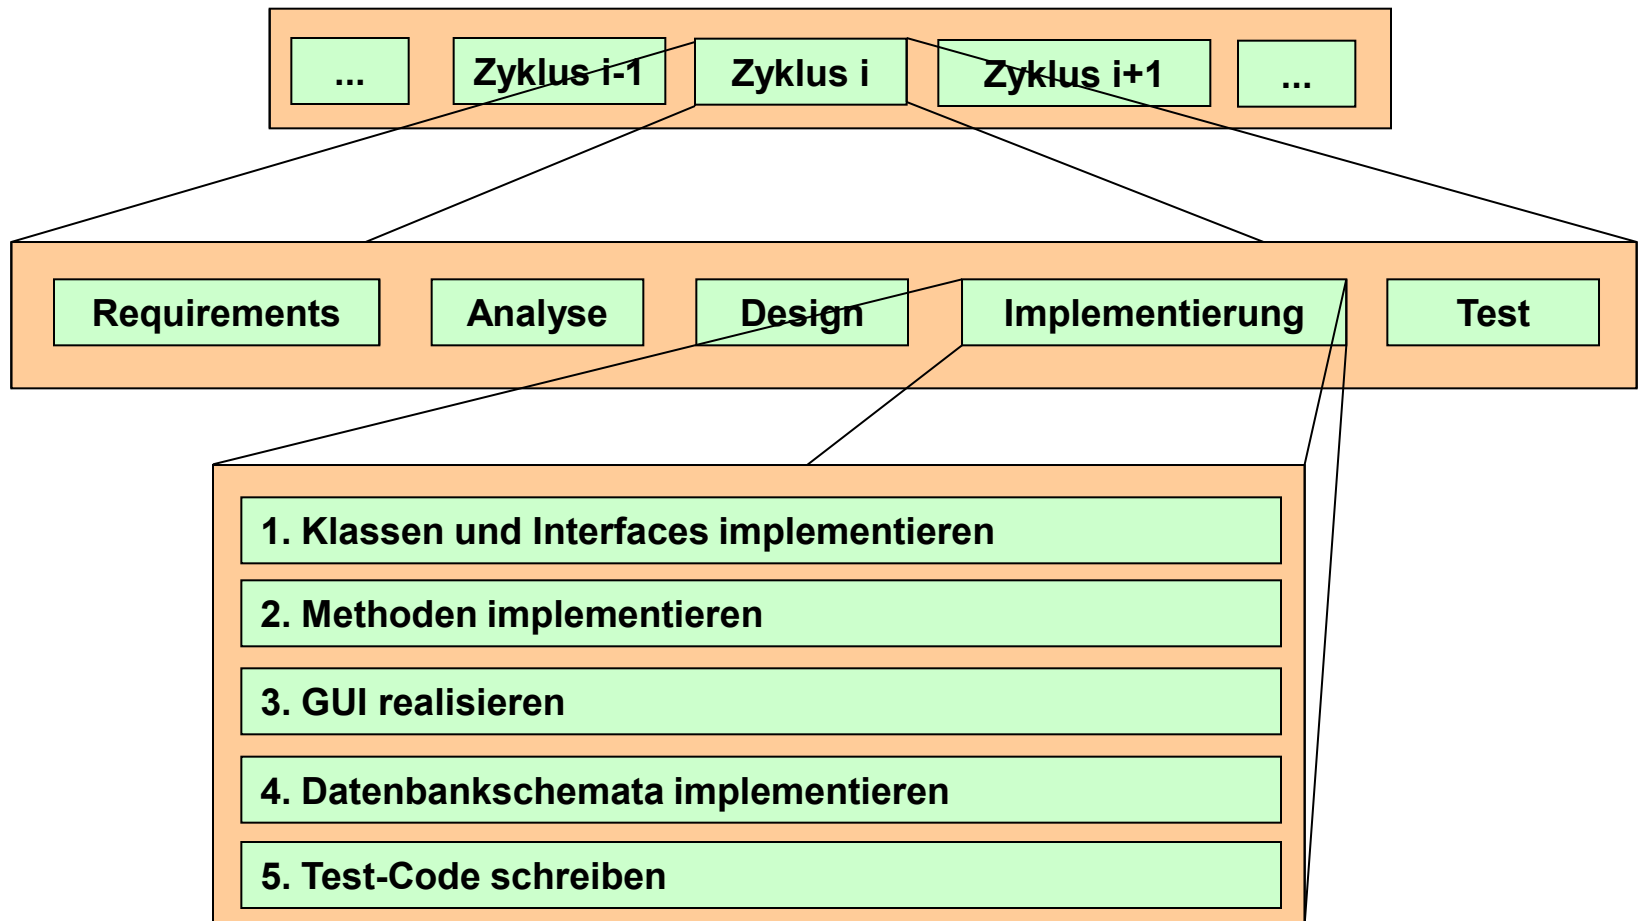 ...
Zyklus i-1
Zyklus i
Zyklus i+1
...
Requirements
Analyse
Design
Implementierung
Test
1. Klassen und Interfaces implementieren
2. Methoden implementieren
3. GUI realisieren
4. Datenbankschemata implementieren
5. Test-Code schreiben